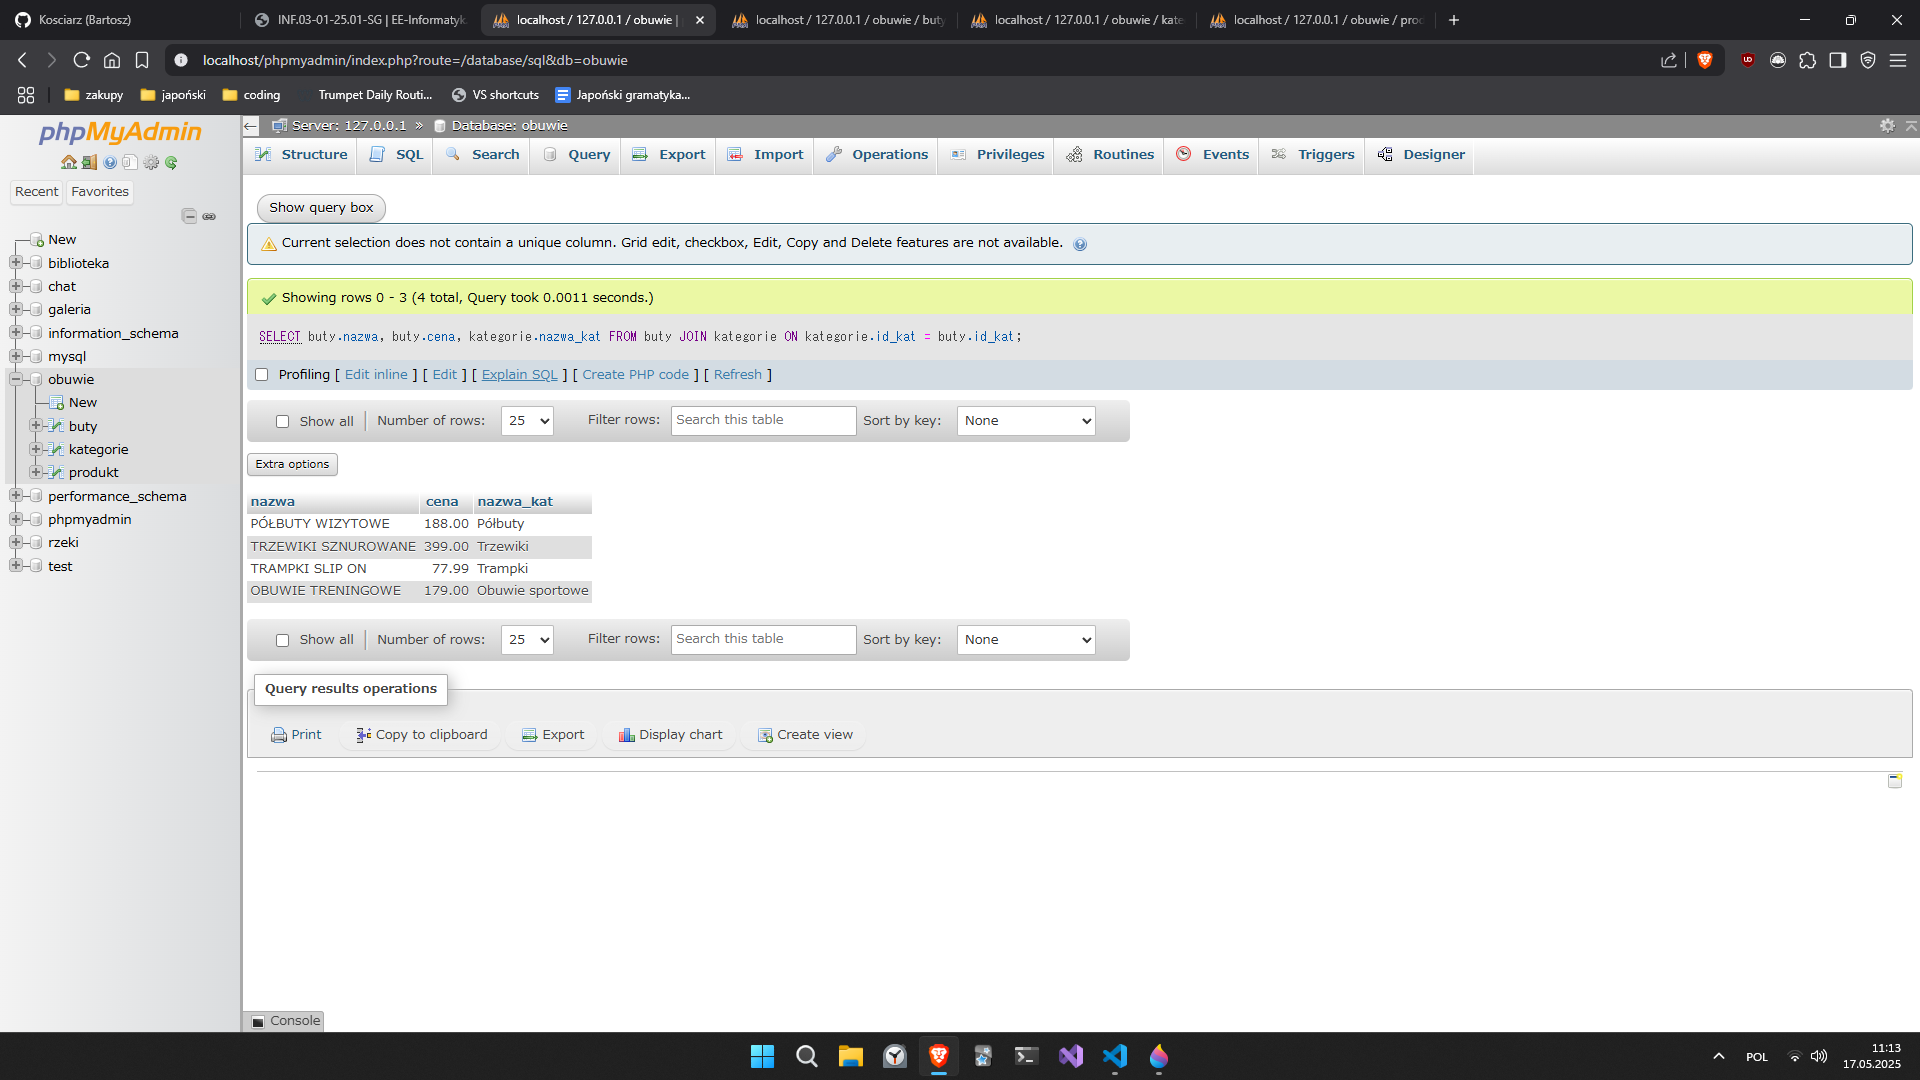 Kosciarz (Bartosz)
INF.03-01-25.01-SG | EE-Informatyk
localhost / 127.0.0.1 / obuwie |
localhost / 127.0.0.1 / obuwie / buty
localhost / 127.0.0.1 / obuwie / kate
localhost / 127.0.0.1 / obuwie / prod
localhost/phpmyadmin/index.php?route=/database/sql&db=obuwie
zakupy
japoński
coding
Trumpet Daily Routi...
VS shortcuts
Japoński gramatyka...
phpMyAdmin
Recent
Favorites
New
biblioteka
chat
galeria
information_schema
mysql
obuwie
New
buty
kategorie
produkt
performance_schema
phpmyadmin
rzeki
test
Server: 127.0.0.1 » Database: obuwie
Structure
SQL
Search
Query
Export
Import
Operations
Privileges
Routines
Events
Triggers
Designer
Show query box
Current selection does not contain a unique column. Grid edit, checkbox, Edit, Copy and Delete features are not available.
Showing rows 0 - 3 (4 total, Query took 0.0011 seconds.)
SELECT buty.nazwa, buty.cena, kategorie.nazwa_kat FROM buty JOIN kategorie ON kategorie.id_kat = buty.id_kat;
Profiling [ Edit inline ] [ Edit ] [ Explain SQL ] [ Create PHP code ] [ Refresh ]
Show all | Number of rows: 25 Filter rows: Search this table Sort by key: None
Extra options
nazwa cena nazwa_kat
PÓŁBUTY WIZYTOWE 188.00 Półbuty
TRZEWIKI SZNUROWANE 399.00 Trzewiki
TRAMPKI SLIP ON 77.99 Trampki
OBUWIE TRENINGOWE 179.00 Obuwie sportowe
Show all | Number of rows: 25 Filter rows: Search this table Sort by key: None
Query results operations
Print
Copy to clipboard
Export
Display chart
Create view
Console
POL
11:13
17.05.2025